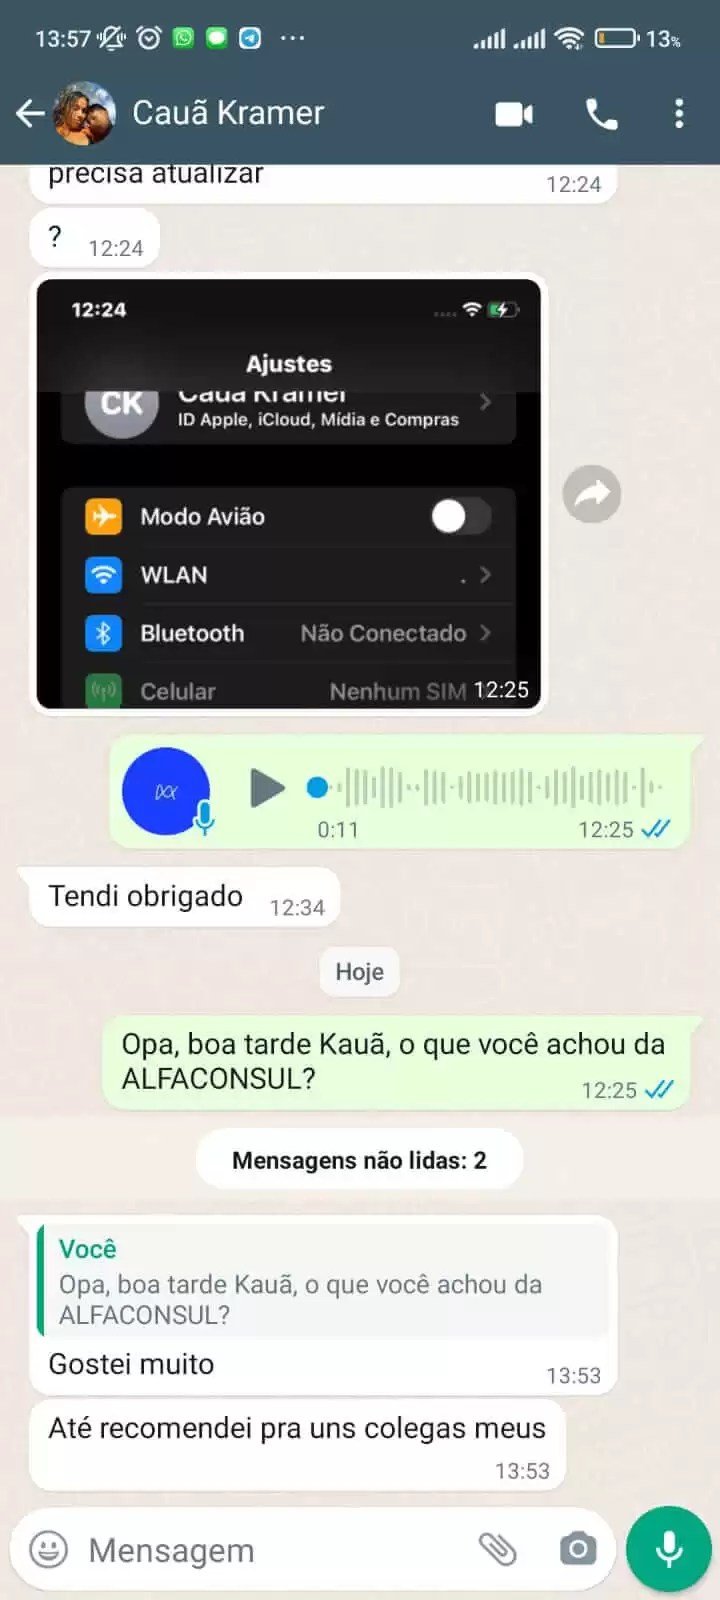 13:57
13%
Cauã Kramer
precisa atualizar
12:24
?
12:24
12:24
Ajustes
CK
Cauã Kramer
ID Apple, iCloud, Mídia e Compras
Modo Avião
WLAN
.
Bluetooth
Não Conectado
Celular
Nenhum SIM
12:25
0:11
12:25
Tendi obrigado
12:34
Hoje
Opa, boa tarde Kauã, o que você achou da
ALFACONSUL?
12:25
Mensagens não lidas: 2
Você
Opa, boa tarde Kauã, o que você achou da
ALFACONSUL?
Gostei muito
13:53
Até recomendei pra uns colegas meus
13:53
Mensagem